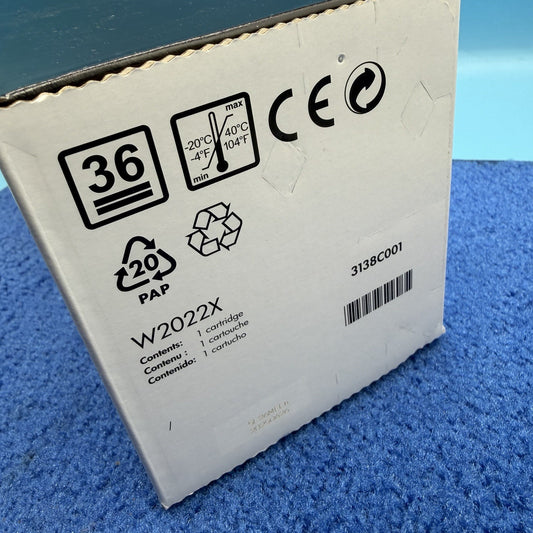 36
max
-20°C
-4°F
40°C
104°F
min
CE
20
PAP
W2022X
Contents: 1 cartridge
Contenu : 1 cartouche
Contenido: 1 cartucho
3138C001